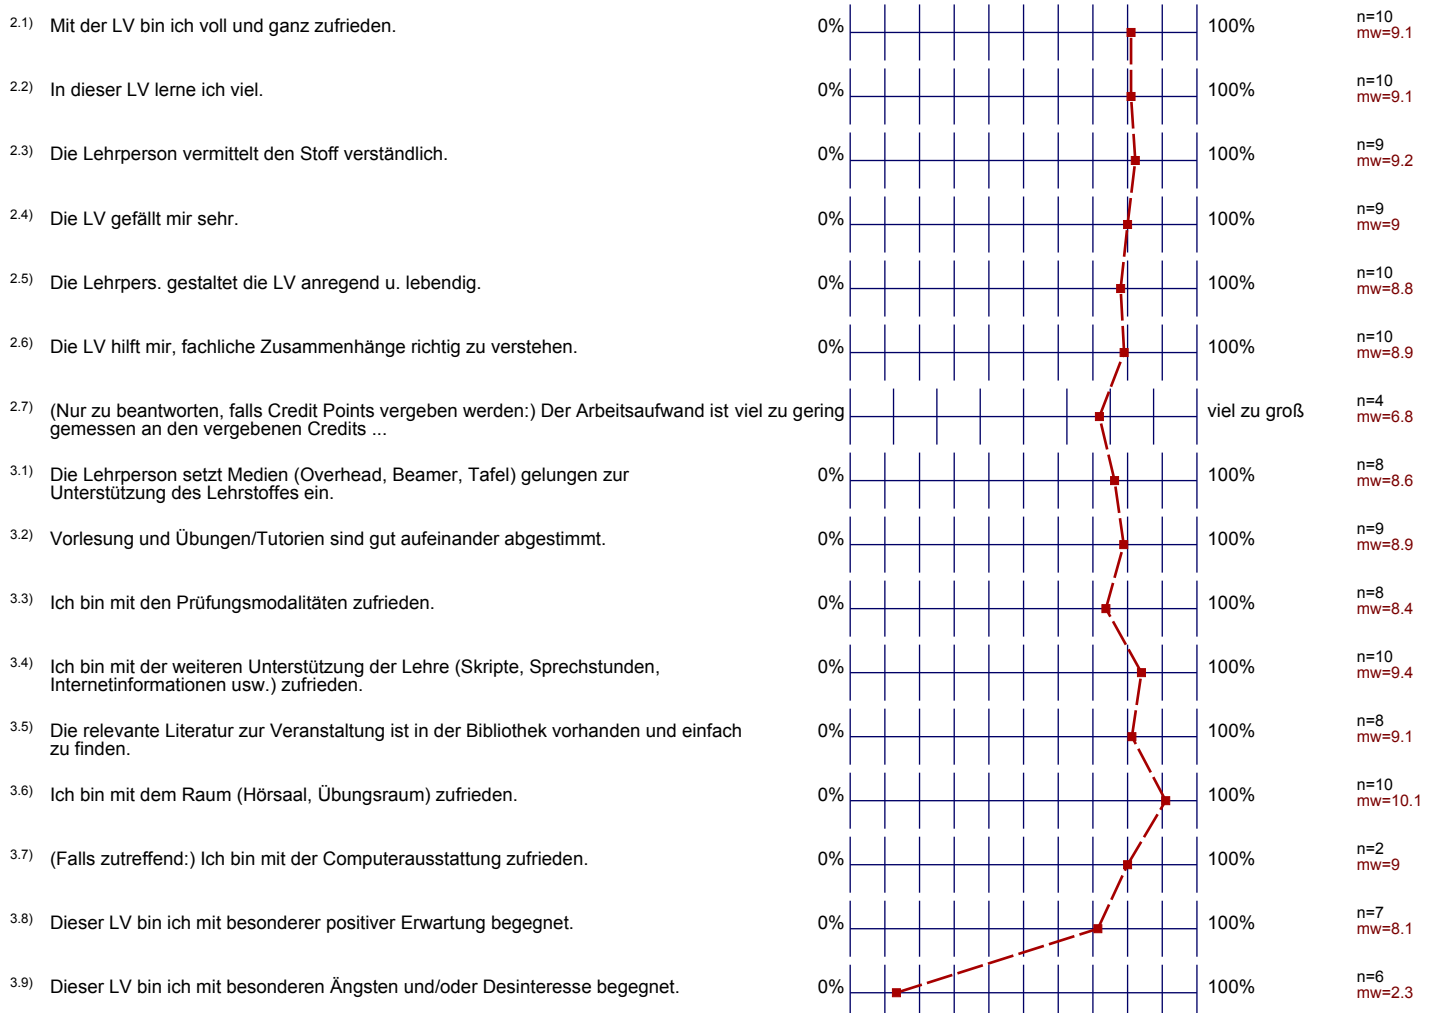 2.1) Mit der LV bin ich voll und ganz zufrieden. 0% 100% n=10
mw=9.1
2.2) In dieser LV lerne ich viel. 0% 100% n=10
mw=9.1
2.3) Die Lehrperson vermittelt den Stoff verständlich. 0% 100% n=9
mw=9.2
2.4) Die LV gefällt mir sehr. 0% 100% n=9
mw=9
2.5) Die Lehrpers. gestaltet die LV anregend u. lebendig. 0% 100% n=10
mw=8.8
2.6) Die LV hilft mir, fachliche Zusammenhänge richtig zu verstehen. 0% 100% n=10
mw=8.9
2.7) (Nur zu beantworten, falls Credit Points vergeben werden:) Der Arbeitsaufwand ist viel zu gering viel zu groß n=4
gemessen an den vergebenen Credits ... mw=6.8
3.1) Die Lehrperson setzt Medien (Overhead, Beamer, Tafel) gelungen zur 0% 100% n=8
Unterstützung des Lehrstoffes ein. mw=8.6
3.2) Vorlesung und Übungen/Tutorien sind gut aufeinander abgestimmt. 0% 100% n=9
mw=8.9
3.3) Ich bin mit den Prüfungsmodalitäten zufrieden. 0% 100% n=8
mw=8.4
3.4) Ich bin mit der weiteren Unterstützung der Lehre (Skripte, Sprechstunden, 0% 100% n=10
Internetinformationen usw.) zufrieden. mw=9.4
3.5) Die relevante Literatur zur Veranstaltung ist in der Bibliothek vorhanden und einfach 0% 100% n=8
zu finden. mw=9.1
3.6) Ich bin mit dem Raum (Hörsaal, Übungsraum) zufrieden. 0% 100% n=10
mw=10.1
3.7) (Falls zutreffend:) Ich bin mit der Computerausstattung zufrieden. 0% 100% n=2
mw=9
3.8) Dieser LV bin ich mit besonderer positiver Erwartung begegnet. 0% 100% n=7
mw=8.1
3.9) Dieser LV bin ich mit besonderen Ängsten und/oder Desinteresse begegnet. 0% 100% n=6
mw=2.3